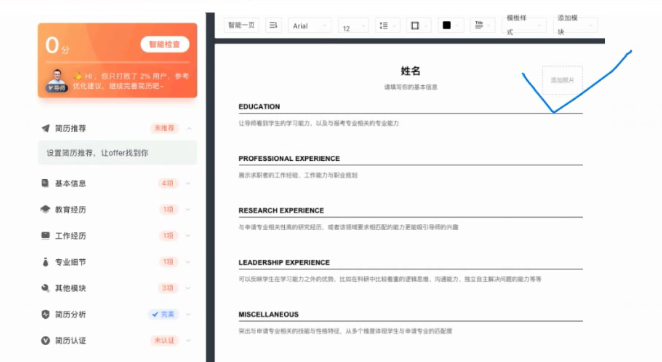 智能一页
Arial
12
模板样式
添加模块
0分
智能检查
Hi，你只打败了 2% 用户，参考优化建议，继续完善简历吧~
简历推荐
未推荐
设置简历推荐，让offer找到你
基本信息
4项
教育经历
1项
工作经历
1项
专业细节
1项
其他模块
3项
简历分析
完美
简历认证
未认证
姓名
请填写你的基本信息
添加照片
EDUCATION
让导师看到学生的学习能力，以及与报考专业相关的专业能力
PROFESSIONAL EXPERIENCE
展示求职者的工作经验、工作能力与职业规划
RESEARCH EXPERIENCE
与申请专业相关性高的研究经历，或者该领域要求相匹配的能力更能吸引导师的兴趣
LEADERSHIP EXPERIENCE
可以反映学生在学习能力之外的优势，比如在科研中比较看重的逻辑思维、沟通能力、独立自主解决问题的能力等等
MISCELLANEOUS
突出与申请专业相关的技能与性格特征，从多个维度体现学生与申请专业的匹配度